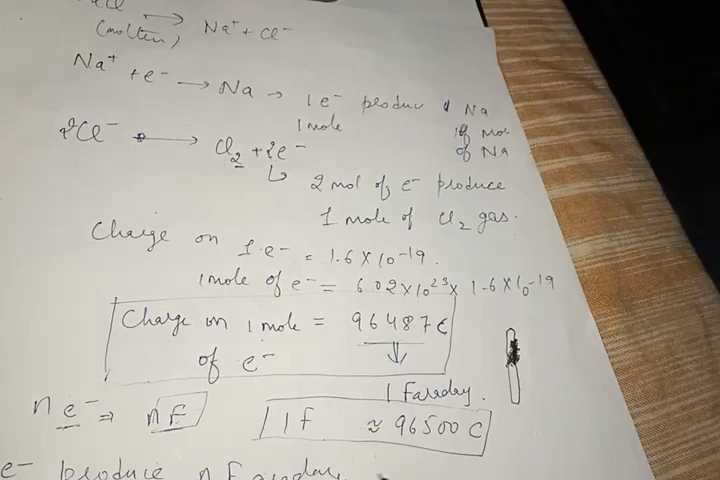 (molten) Na⁺ + Cl⁻
Na⁺ + e⁻ → Na → 1 e⁻ produce 1 Na
1 mole 1 mol
of Na
2Cl⁻ → Cl₂ + 2e⁻
↳ 2 mol of e⁻ produce
1 mole of Cl₂ gas.
Charge on 1 e⁻ = 1.6 × 10⁻¹⁹.
1 mole of e⁻ = 6.02 × 10²³ × 1.6 × 10⁻¹⁹
Charge on 1 mole = 96487 C
of e⁻
1 Faraday.
n e⁻ ⇒ nF 1 F ≈ 96500 C
e⁻ produce n Faraday